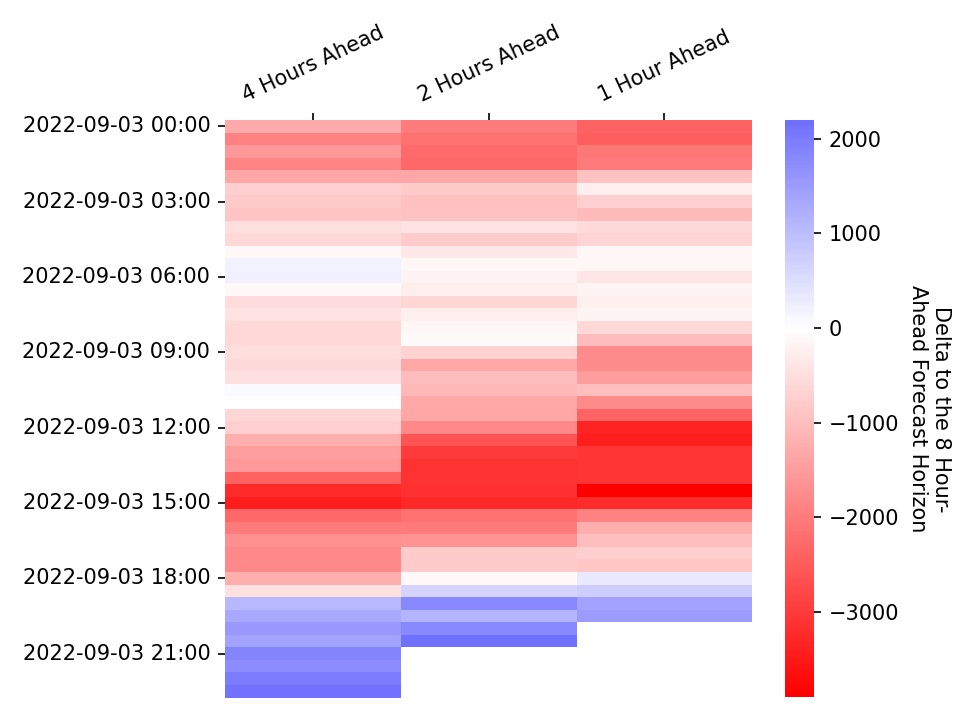 4 Hours Ahead
2 Hours Ahead
1 Hour Ahead
2022-09-03 00:00
2022-09-03 03:00
2022-09-03 06:00
2022-09-03 09:00
2022-09-03 12:00
2022-09-03 15:00
2022-09-03 18:00
2022-09-03 21:00
2000
1000
0
−1000
−2000
−3000
Delta to the 8 Hour-
Ahead Forecast Horizon